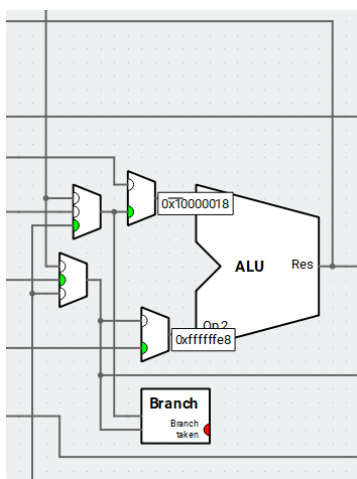 0x10000018
ALU
Res
Op 2
0xffffffe8
Branch
Branch
taken